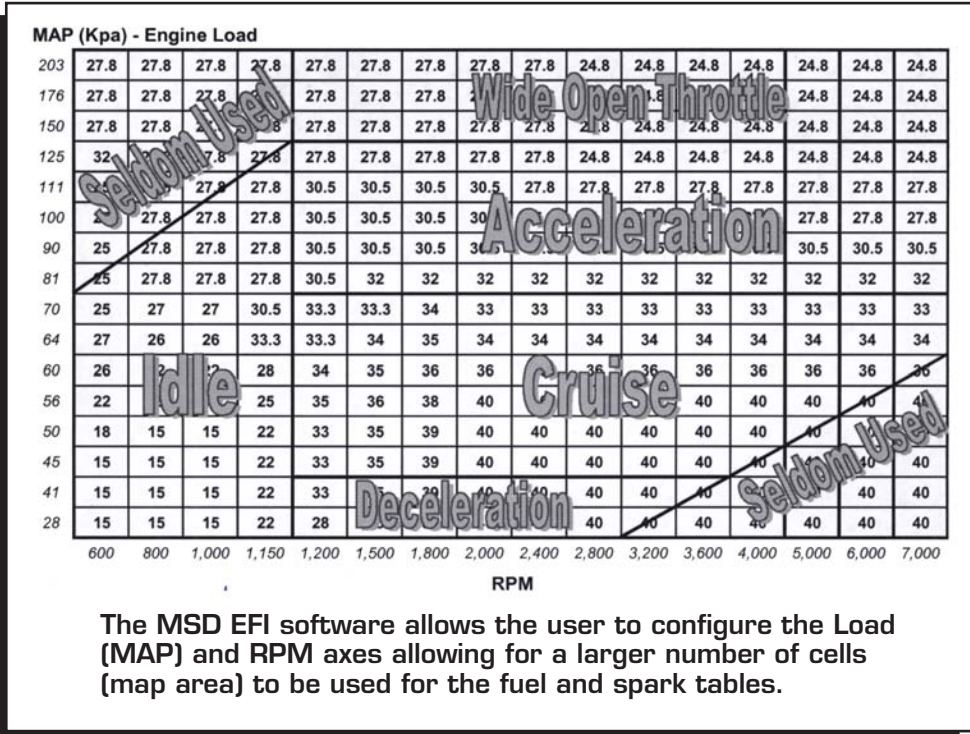 MAP (Kpa) - Engine Load
203 27.8 27.8 27.8 27.8 27.8 27.8 27.8 27.8 27.8 24.8 24.8 24.8 24.8 24.8 24.8 24.8
176 27.8 27.8 27.8 27.8 27.8 27.8 24.8 24.8 24.8
Wide Open Throttle
150 27.8 27.8 27.8 27.8 27.8 27.8 27.8 27.8 24.8 24.8 24.8 24.8 24.8 24.8
Seldom Used
125 32 27.8 27.8 27.8 27.8 27.8 27.8 24.8 24.8 24.8 24.8 24.8 24.8 24.8
111 27.8 27.8 30.5 30.5 30.5 30.5 27.8 27.8 27.8 27.8 27.8 27.8 27.8 27.8
100 27.8 27.8 27.8 30.5 30.5 30.5 27.8 27.8 27.8
Acceleration
90 25 27.8 27.8 27.8 30.5 30.5 30.5 30.5 30.5 30.5
81 25 27.8 27.8 27.8 30.5 32 32 32 32 32 32 32 32 32 32 32
70 25 27 27 30.5 33.3 33.3 34 33 33 33 33 33 33 33 33 33
64 27 26 26 33.3 33.3 34 35 34 34 34 34 34 34 34 34 34
60 26 28 34 35 36 36 36 36 36 36 36 36 36
Idle Cruise
56 22 25 35 36 38 40 40 40 40 40
50 18 15 15 22 33 35 39 40 40 40 40 40 40 40
Seldom Used
45 15 15 15 22 33 35 39 40 40 40 40 40 40 40 40
41 15 15 15 22 33 40 40 40 40 40 40
Deceleration
28 15 15 15 22 28 40 40 40 40 40 40 40
600 800 1,000 1,150 1,200 1,500 1,800 2,000 2,400 2,800 3,200 3,600 4,000 5,000 6,000 7,000
RPM
The MSD EFI software allows the user to configure the Load
(MAP) and RPM axes allowing for a larger number of cells
(map area) to be used for the fuel and spark tables.